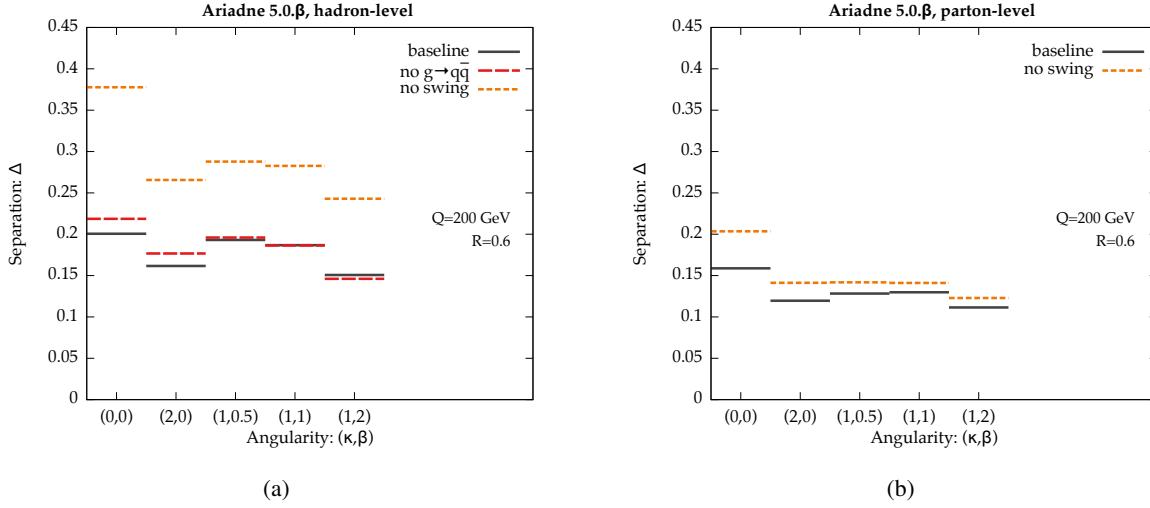 Ariadne 5.0.β, hadron-level
0.45
0.4
0.35
0.3
0.25
0.2
0.15
0.1
0.05
0
Separation: Δ
baseline
no g→qq̅
no swing
Q=200 GeV
R=0.6
(0,0) (2,0) (1,0.5) (1,1) (1,2)
Angularity: (κ,β)
(a)
Ariadne 5.0.β, parton-level
0.45
0.4
0.35
0.3
0.25
0.2
0.15
0.1
0.05
0
Separation: Δ
baseline
no swing
Q=200 GeV
R=0.6
(0,0) (2,0) (1,0.5) (1,1) (1,2)
Angularity: (κ,β)
(b)